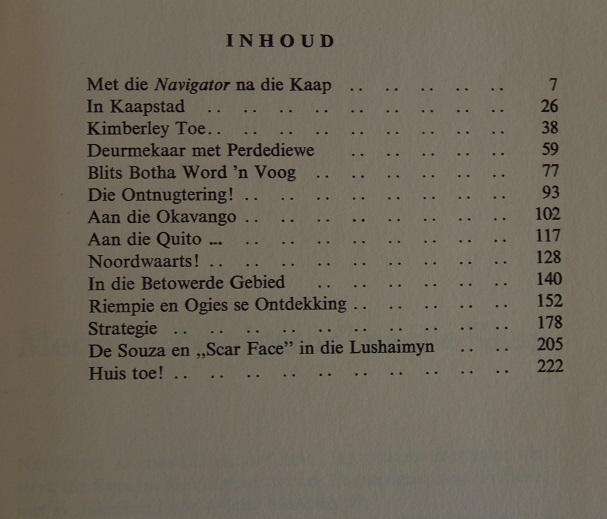 INHOUD
Met die Navigator na die Kaap .. .. .. .. .. 7
In Kaapstad .. .. .. .. .. .. .. .. .. 26
Kimberley Toe.. .. .. .. .. .. .. .. .. 38
Deurmekaar met Perdediewe .. .. .. .. .. 59
Blits Botha Word 'n Voog .. .. .. .. .. .. 77
Die Ontnugtering! .. .. .. .. .. .. .. .. 93
Aan die Okavango .. .. .. .. .. .. .. .. 102
Aan die Quito ... .. .. .. .. .. .. .. .. 117
Noordwaarts! .. .. .. .. .. .. .. .. .. 128
In die Betowerde Gebied .. .. .. .. .. .. 140
Riempie en Ogies se Ontdekking .. .. .. .. .. 152
Strategie .. .. .. .. .. .. .. .. .. .. 178
De Souza en „Scar Face” in die Lushaimyn .. .. 205
Huis toe! .. .. .. .. .. .. .. .. .. .. 222